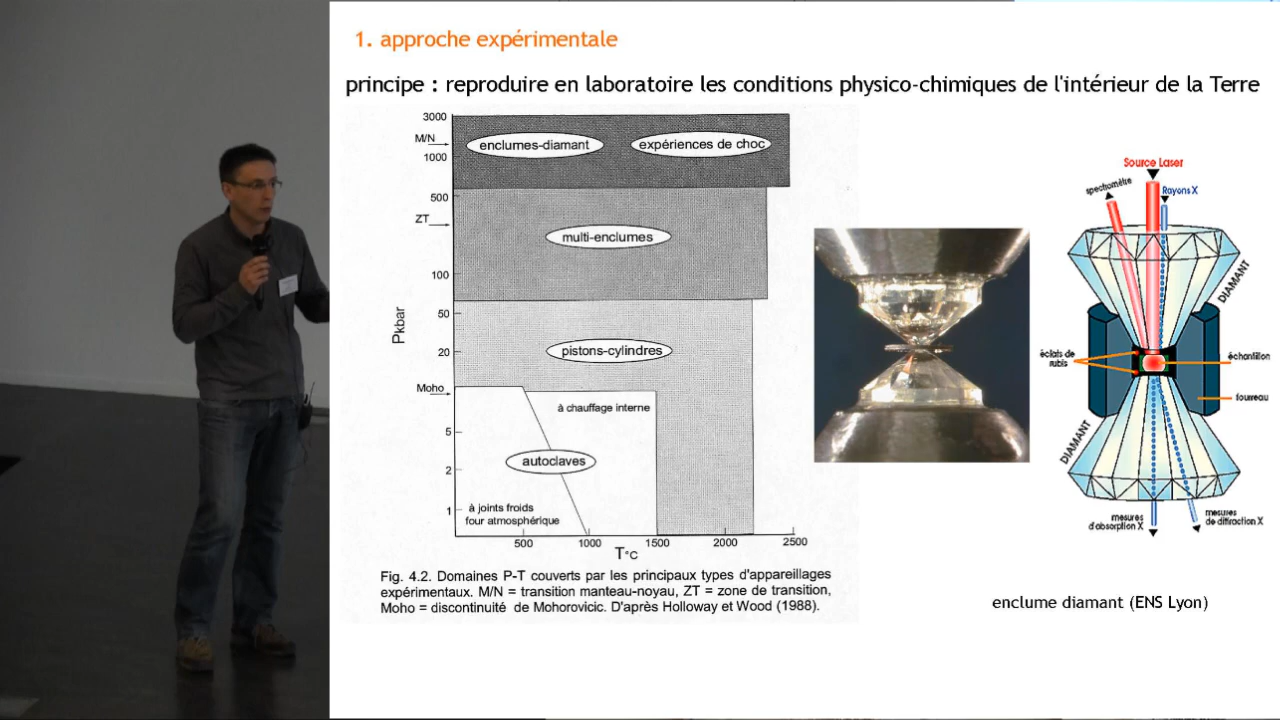 1. approche expérimentale
principe : reproduire en laboratoire les conditions physico-chimiques de l'intérieur de la Terre
3000
M/N
enclumes-diamant
expériences de choc
1000
500
ZT
multi-enclumes
100
50
Pkbar
20
pistons-cylindres
Moho
à chauffage interne
5
autoclaves
2
1
à joints froids
four atmosphérique
500
1000
1500
2000
2500
T°C
Fig. 4.2. Domaines P-T couverts par les principaux types d'appareillages
expérimentaux. M/N = transition manteau-noyau, ZT = zone de transition,
Moho = discontinuité de Mohorovicic. D'après Holloway et Wood (1988).
Source Laser
spectromètre
Rayons X
DIAMANT
éclats de
rubis
échantillon
fourreau
DIAMANT
mesures
d'absorption X
mesures
de diffraction X
enclume diamant (ENS Lyon)